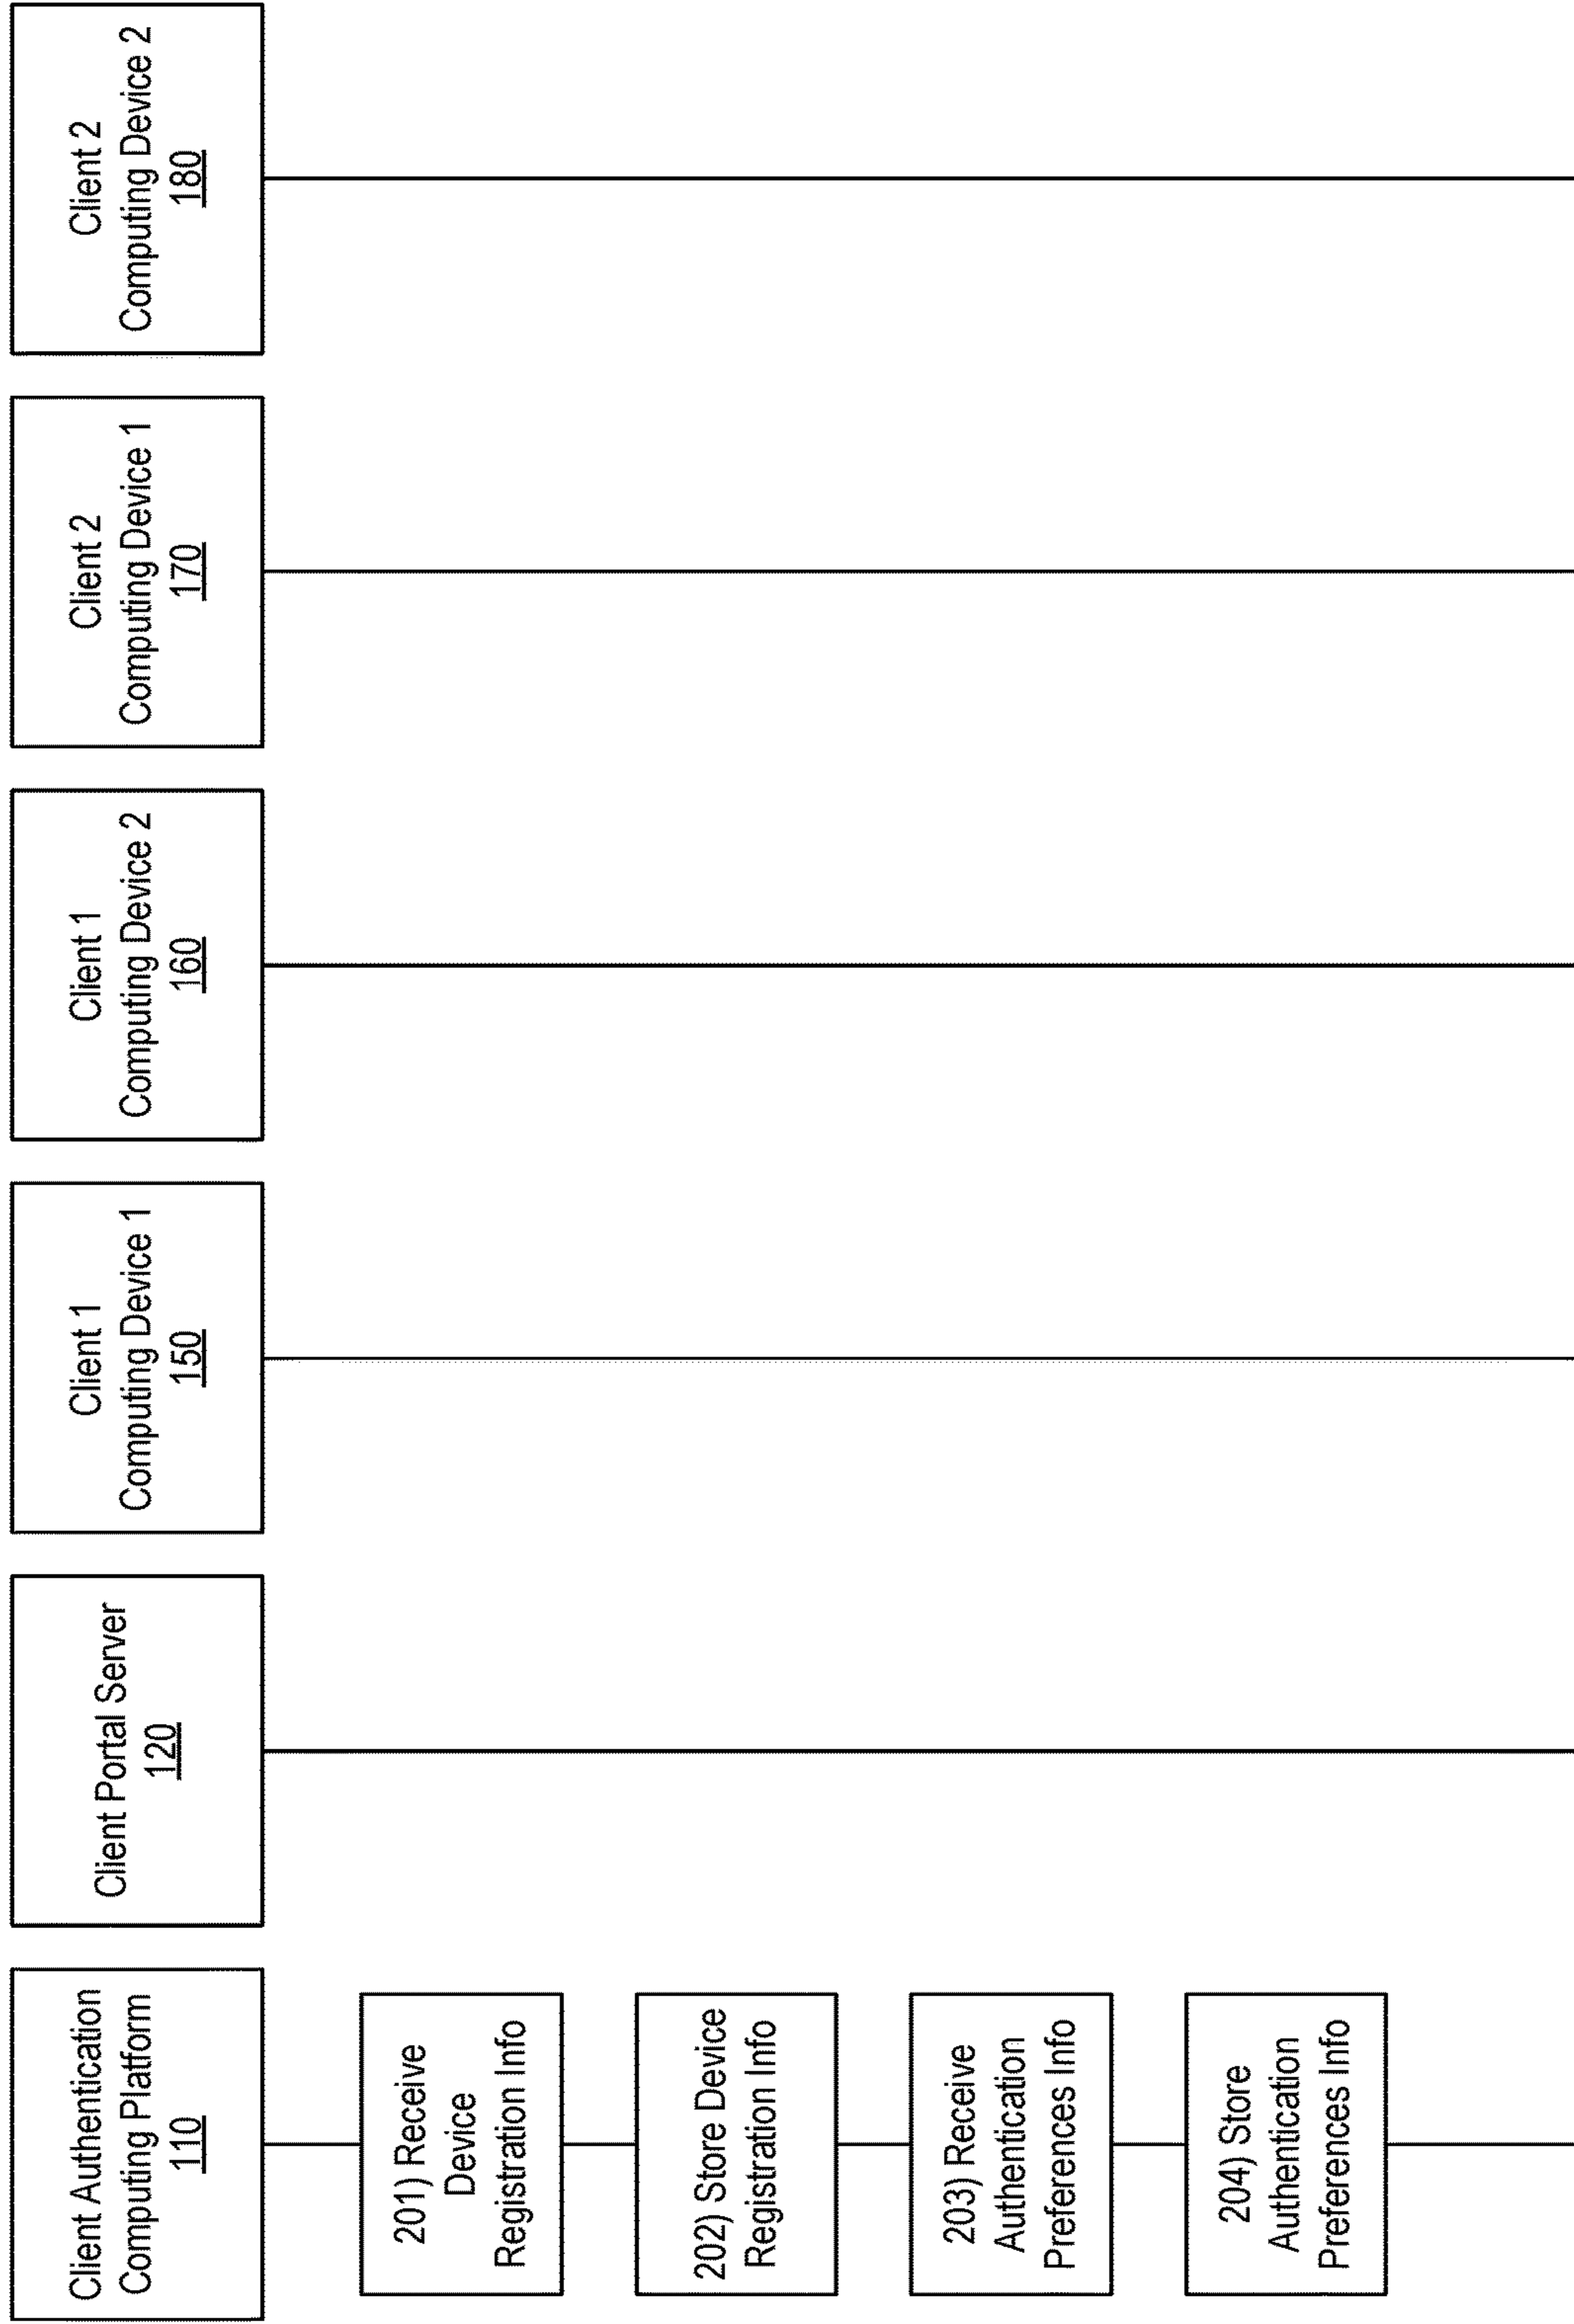 Client Authentication
Computing Platform
110
Client Portal Server
120
Client 1
Computing Device 1
150
Client 1
Computing Device 2
160
Client 2
Computing Device 1
170
Client 2
Computing Device 2
180
201) Receive
Device
Registration Info
202) Store Device
Registration Info
203) Receive
Authentication
Preferences Info
204) Store
Authentication
Preferences Info